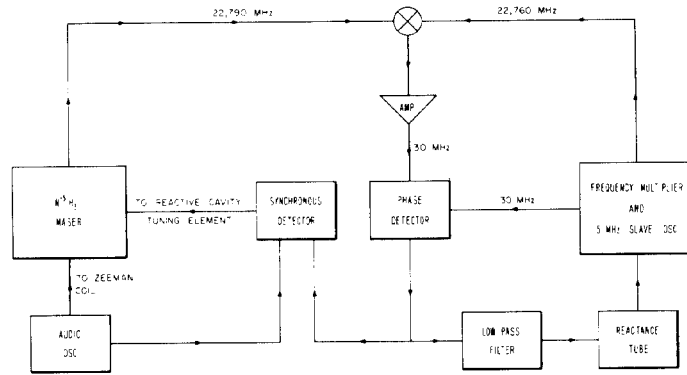 22,790 MHz
22,760 MHz
AMP
30 MHz
N¹⁵H₃
MASER
TO REACTIVE CAVITY
TUNING ELEMENT
SYNCHRONOUS
DETECTOR
PHASE
DETECTOR
30 MHz
FREQUENCY MULTIPLIER
AND
5 MHz SLAVE OSC
TO ZEEMAN
COIL
AUDIO
OSC
LOW PASS
FILTER
REACTANCE
TUBE